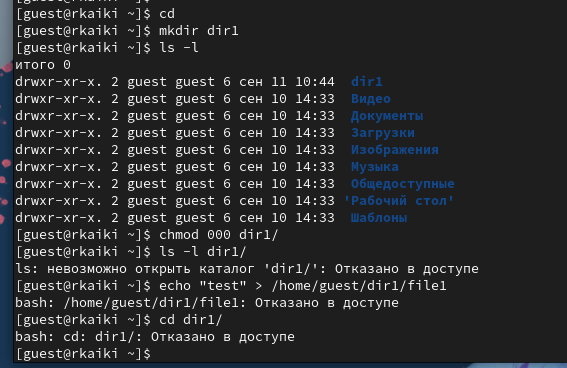 [guest@rkaiki ~]$ cd
[guest@rkaiki ~]$ mkdir dir1
[guest@rkaiki ~]$ ls -l
итого 0
drwxr-xr-x. 2 guest guest 6 сен 11 10:44  dir1
drwxr-xr-x. 2 guest guest 6 сен 10 14:33  Видео
drwxr-xr-x. 2 guest guest 6 сен 10 14:33  Документы
drwxr-xr-x. 2 guest guest 6 сен 10 14:33  Загрузки
drwxr-xr-x. 2 guest guest 6 сен 10 14:33  Изображения
drwxr-xr-x. 2 guest guest 6 сен 10 14:33  Музыка
drwxr-xr-x. 2 guest guest 6 сен 10 14:33  Общедоступные
drwxr-xr-x. 2 guest guest 6 сен 10 14:33 'Рабочий стол'
drwxr-xr-x. 2 guest guest 6 сен 10 14:33  Шаблоны
[guest@rkaiki ~]$ chmod 000 dir1/
[guest@rkaiki ~]$ ls -l dir1/
ls: невозможно открыть каталог 'dir1/': Отказано в доступе
[guest@rkaiki ~]$ echo "test" > /home/guest/dir1/file1
bash: /home/guest/dir1/file1: Отказано в доступе
[guest@rkaiki ~]$ cd dir1/
bash: cd: dir1/: Отказано в доступе
[guest@rkaiki ~]$